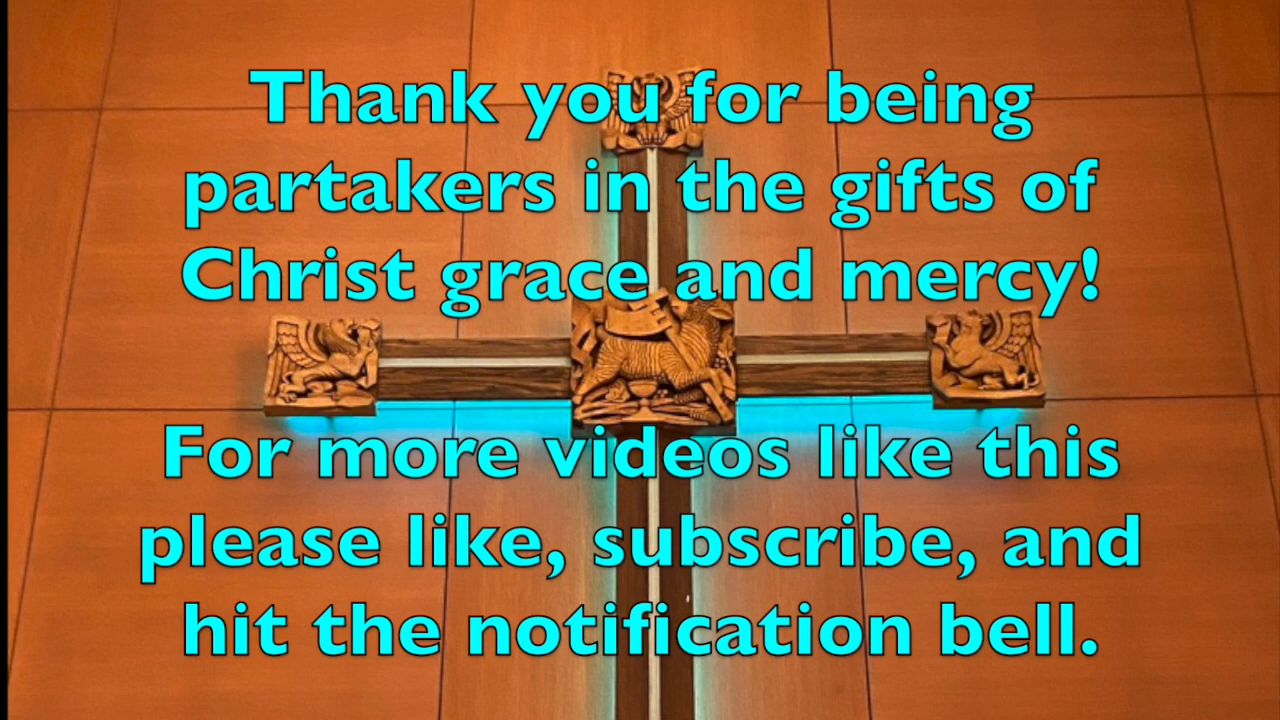 Thank you for being
partakers in the gifts of
Christ grace and mercy!
For more videos like this
please like, subscribe, and
hit the notification bell.